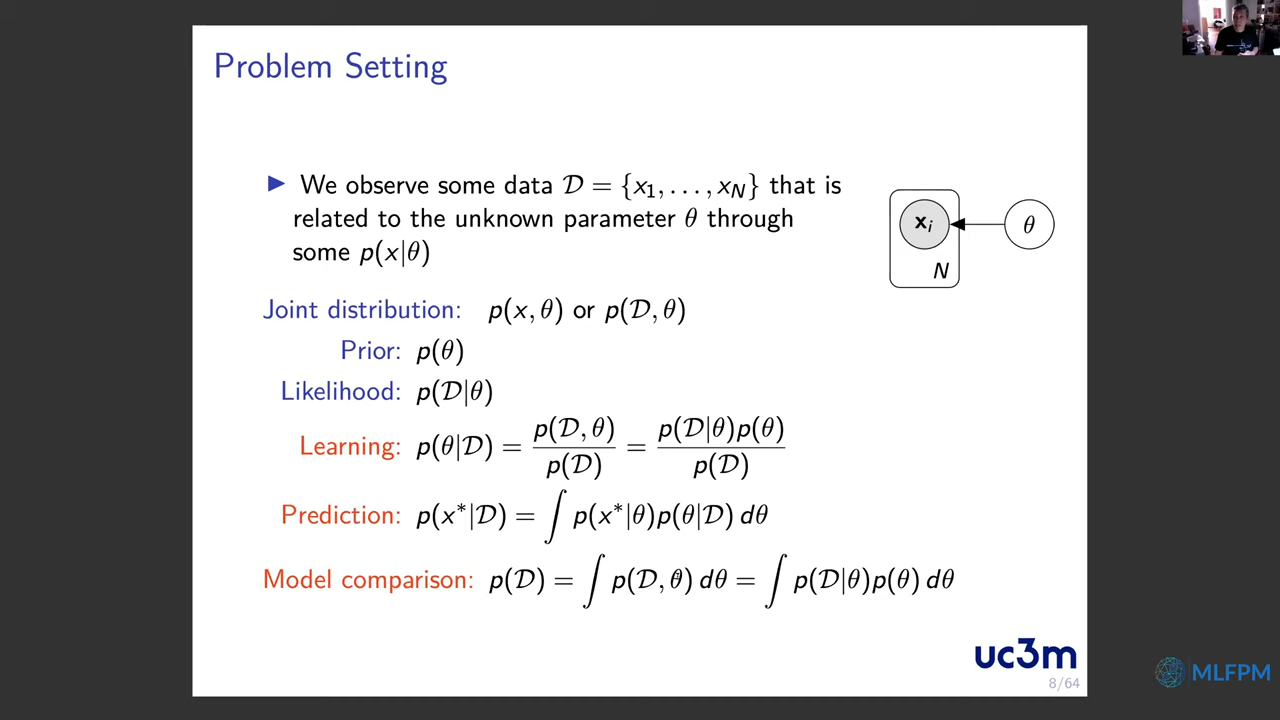 Problem Setting
▶ We observe some data 𝒟 = {x₁, . . . , x_N} that is
related to the unknown parameter θ through
some p(x|θ)
x_i
θ
N
Joint distribution: p(x, θ) or p(𝒟, θ)
Prior: p(θ)
Likelihood: p(𝒟|θ)
Learning: p(θ|𝒟) = p(𝒟, θ) / p(𝒟) = p(𝒟|θ)p(θ) / p(𝒟)
Prediction: p(x*|𝒟) = ∫ p(x*|θ)p(θ|𝒟) dθ
Model comparison: p(𝒟) = ∫ p(𝒟, θ) dθ = ∫ p(𝒟|θ)p(θ) dθ
uc3m
8/64
MLFPM